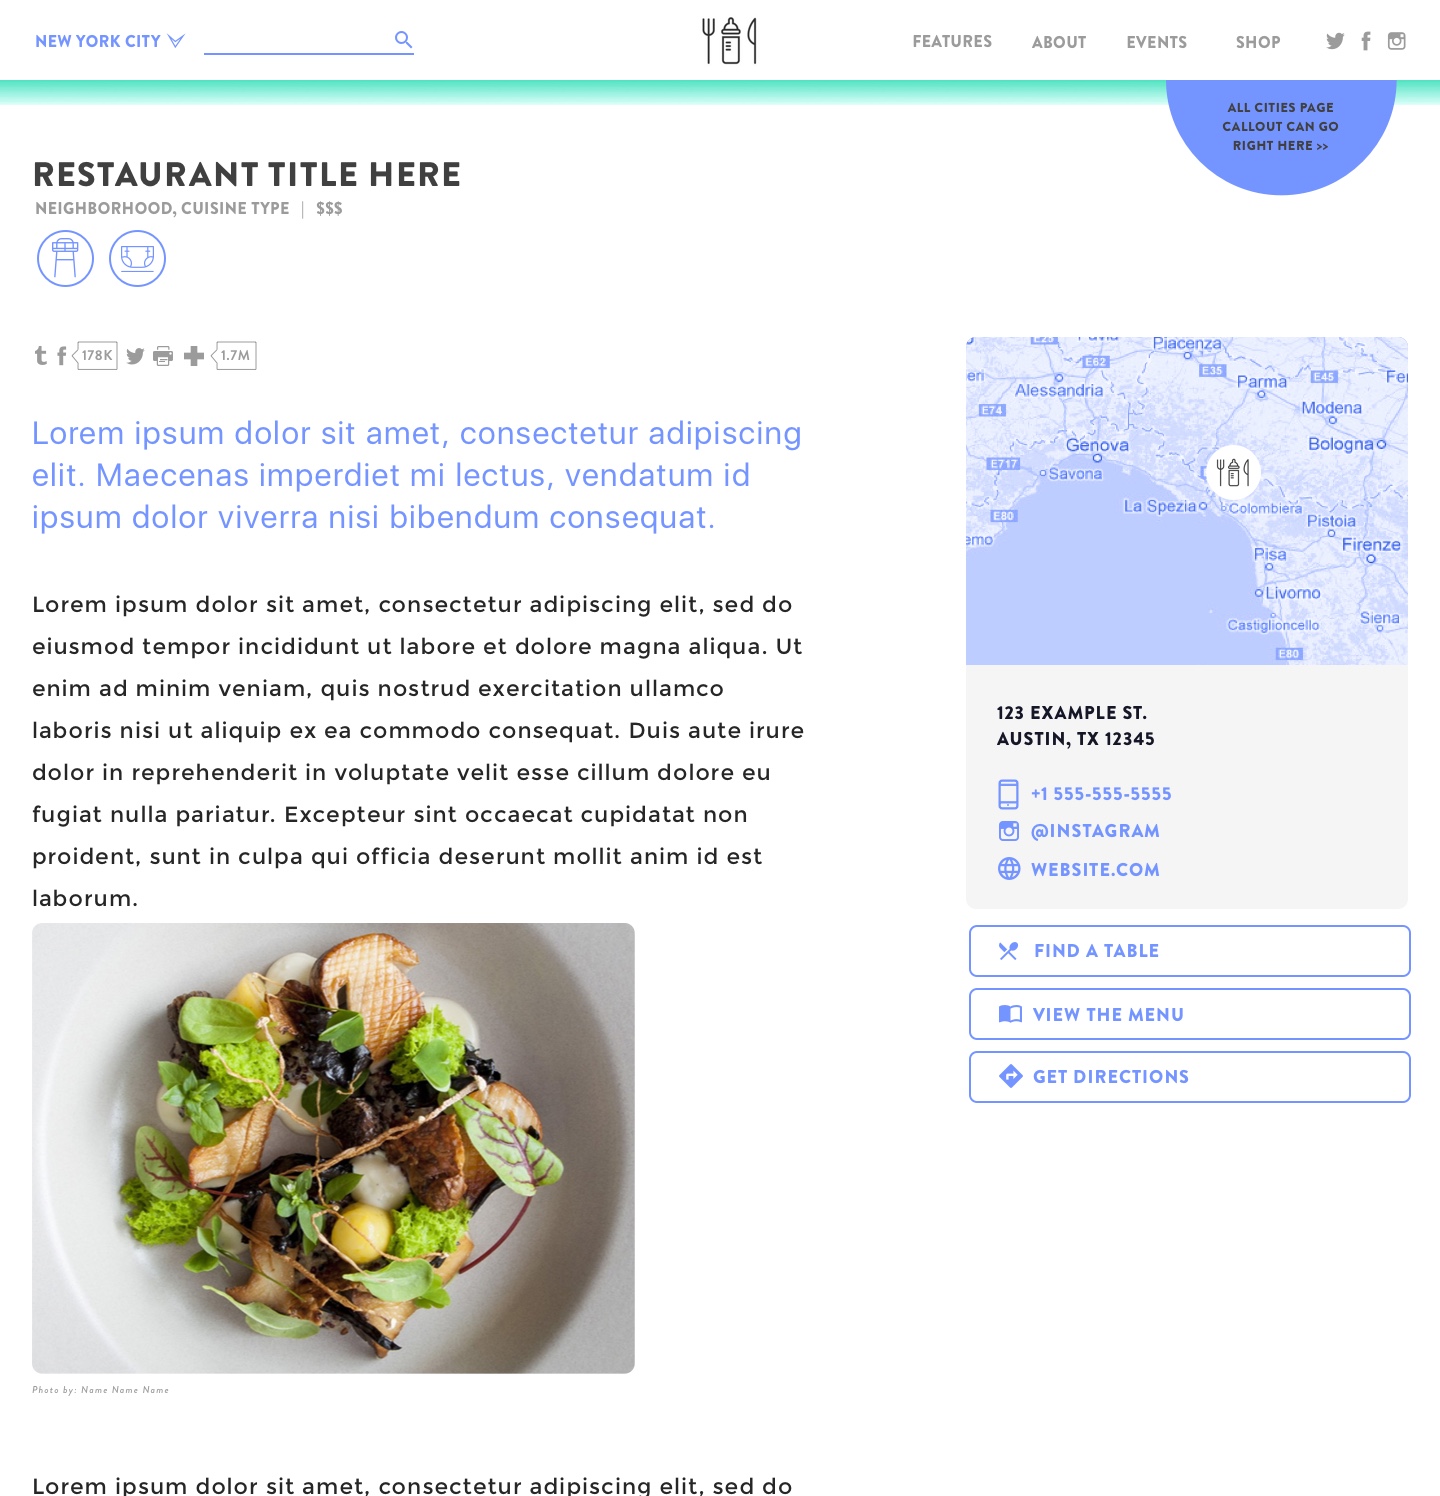 NEW YORK CITY
FEATURES
ABOUT
EVENTS
SHOP
ALL CITIES PAGE
CALLOUT CAN GO
RIGHT HERE >>
RESTAURANT TITLE HERE
NEIGHBORHOOD, CUISINE TYPE | $$$
178K
1.7M
Lorem ipsum dolor sit amet, consectetur adipiscing
elit. Maecenas imperdiet mi lectus, vendatum id
ipsum dolor viverra nisi bibendum consequat.
Lorem ipsum dolor sit amet, consectetur adipiscing elit, sed do
eiusmod tempor incididunt ut labore et dolore magna aliqua. Ut
enim ad minim veniam, quis nostrud exercitation ullamco
laboris nisi ut aliquip ex ea commodo consequat. Duis aute irure
dolor in reprehenderit in voluptate velit esse cillum dolore eu
fugiat nulla pariatur. Excepteur sint occaecat cupidatat non
proident, sunt in culpa qui officia deserunt mollit anim id est
laborum.
Photo by: Name Name Name
Lorem ipsum dolor sit amet, consectetur adipiscing elit, sed do
Piacenza
E62
E35
Parma
E45
Fer
eri
Alessandria
E74
Modena
Genova
Bologna
E717
Savona
La Spezia
Colombiera
E80
Pistoia
emo
Firenze
Pisa
Livorno
Castiglioncello
Siena
E80
123 EXAMPLE ST.
AUSTIN, TX 12345
+1 555-555-5555
@INSTAGRAM
WEBSITE.COM
FIND A TABLE
VIEW THE MENU
GET DIRECTIONS